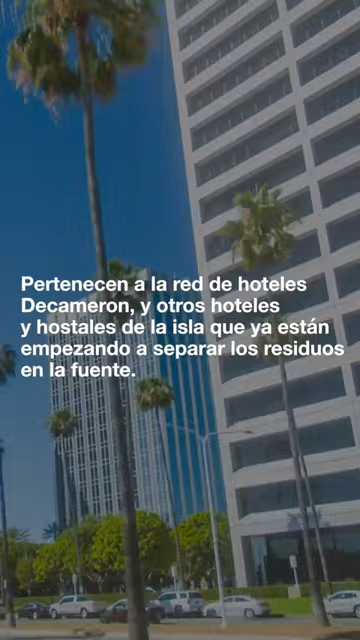 Pertenecen a la red de hoteles
Decameron, y otros hoteles
y hostales de la isla que ya están
empezando a separar los residuos
en la fuente.